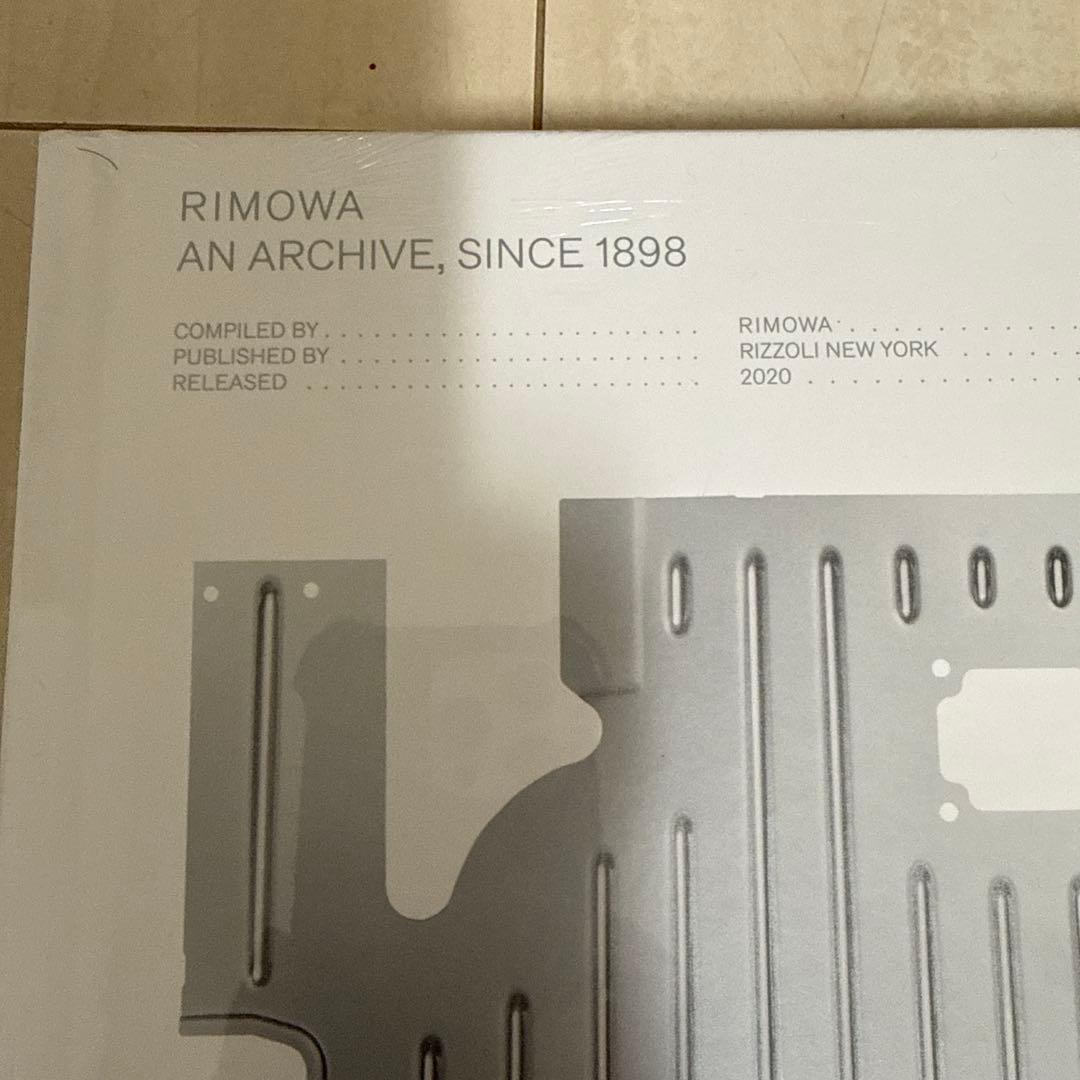 RIMOWA
AN ARCHIVE, SINCE 1898
COMPILED BY . . . . . . . . . . . . . . . . . . . . . . . RIMOWA . . . . . . . . . .
PUBLISHED BY . . . . . . . . . . . . . . . . . . . . . . RIZZOLI NEW YORK . . . . . .
RELEASED . . . . . . . . . . . . . . . . . . . . . . . . 2020 . . . . . . . . . . . .